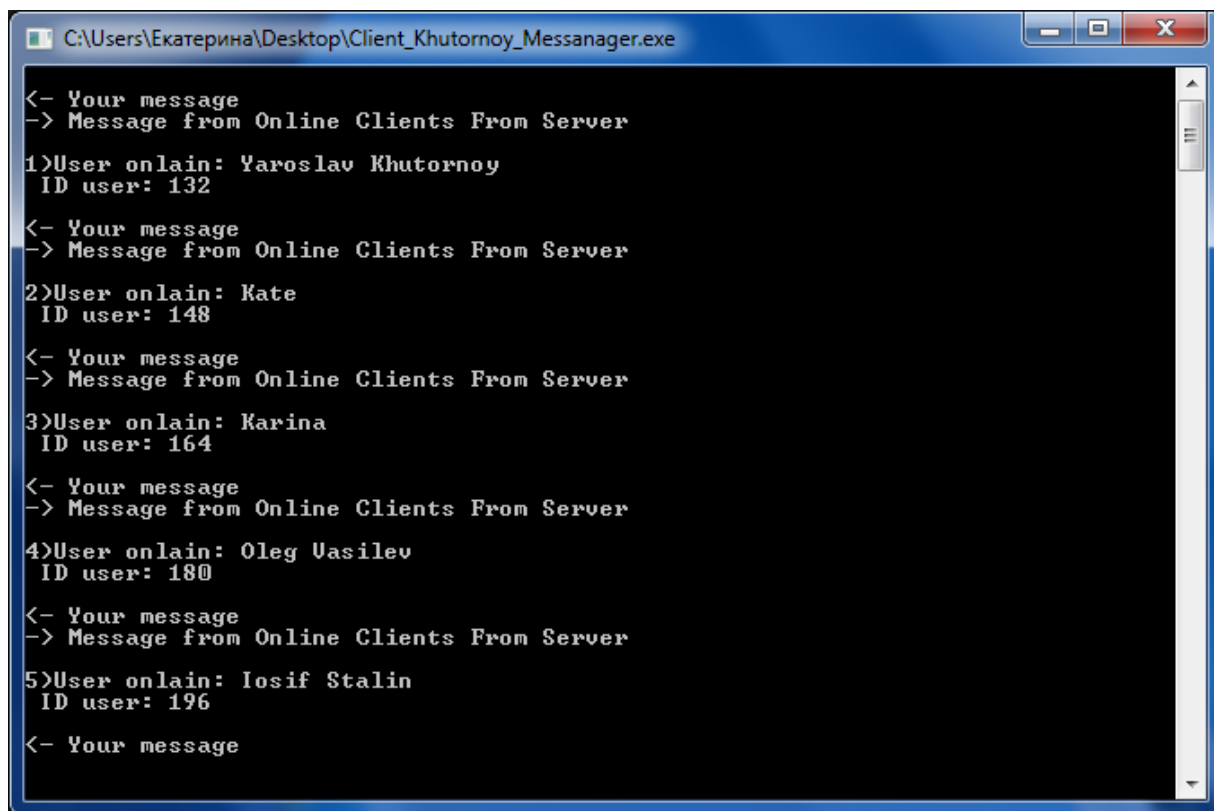 C:\Users\Екатерина\Desktop\Client_Khutornoy_Messanager.exe
<- Your message
-> Message from Online Clients From Server
1)User onlain: Yaroslav Khutornoy
ID user: 132
<- Your message
-> Message from Online Clients From Server
2)User onlain: Kate
ID user: 148
<- Your message
-> Message from Online Clients From Server
3)User onlain: Karina
ID user: 164
<- Your message
-> Message from Online Clients From Server
4)User onlain: Oleg Vasilev
ID user: 180
<- Your message
-> Message from Online Clients From Server
5)User onlain: Iosif Stalin
ID user: 196
<- Your message